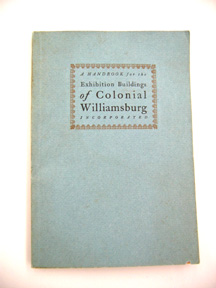 A HANDBOOK for the
Exhibition Buildings
of Colonial
Williamsburg
INCORPORATED